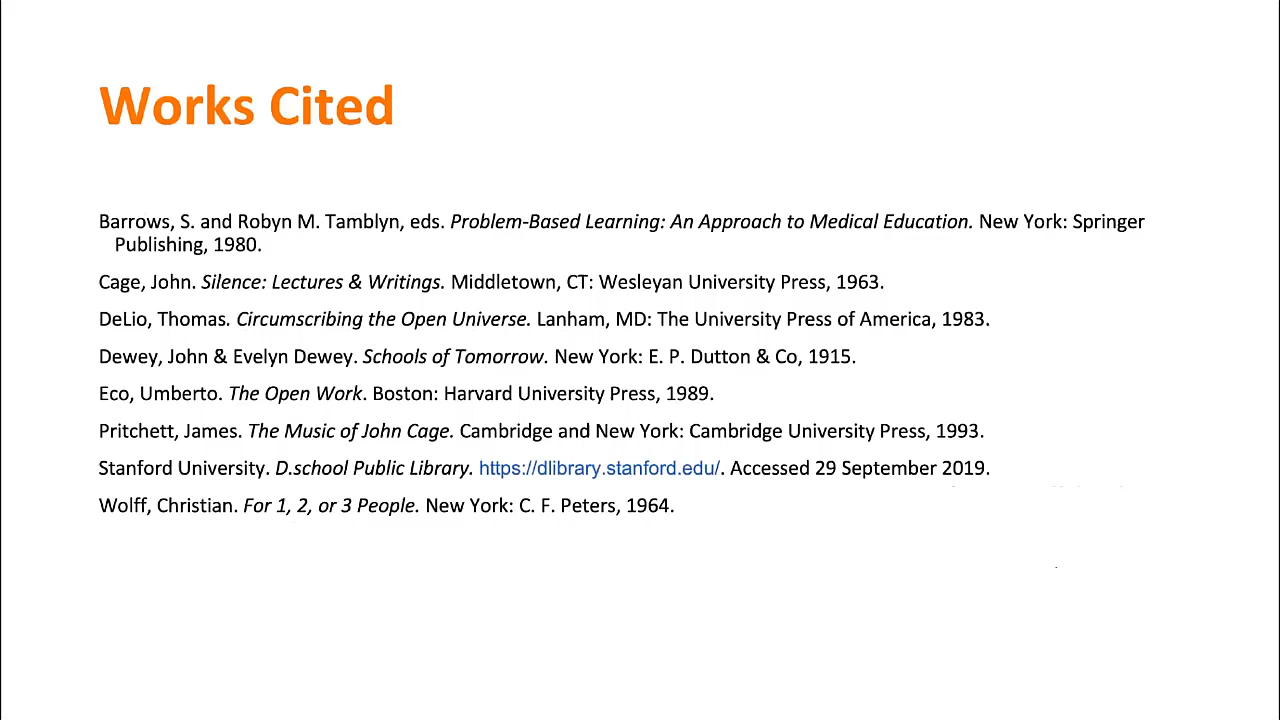 Works Cited
Barrows, S. and Robyn M. Tamblyn, eds. Problem-Based Learning: An Approach to Medical Education. New York: Springer
Publishing, 1980.
Cage, John. Silence: Lectures & Writings. Middletown, CT: Wesleyan University Press, 1963.
DeLio, Thomas. Circumscribing the Open Universe. Lanham, MD: The University Press of America, 1983.
Dewey, John & Evelyn Dewey. Schools of Tomorrow. New York: E. P. Dutton & Co, 1915.
Eco, Umberto. The Open Work. Boston: Harvard University Press, 1989.
Pritchett, James. The Music of John Cage. Cambridge and New York: Cambridge University Press, 1993.
Stanford University. D.school Public Library. https://dlibrary.stanford.edu/. Accessed 29 September 2019.
Wolff, Christian. For 1, 2, or 3 People. New York: C. F. Peters, 1964.